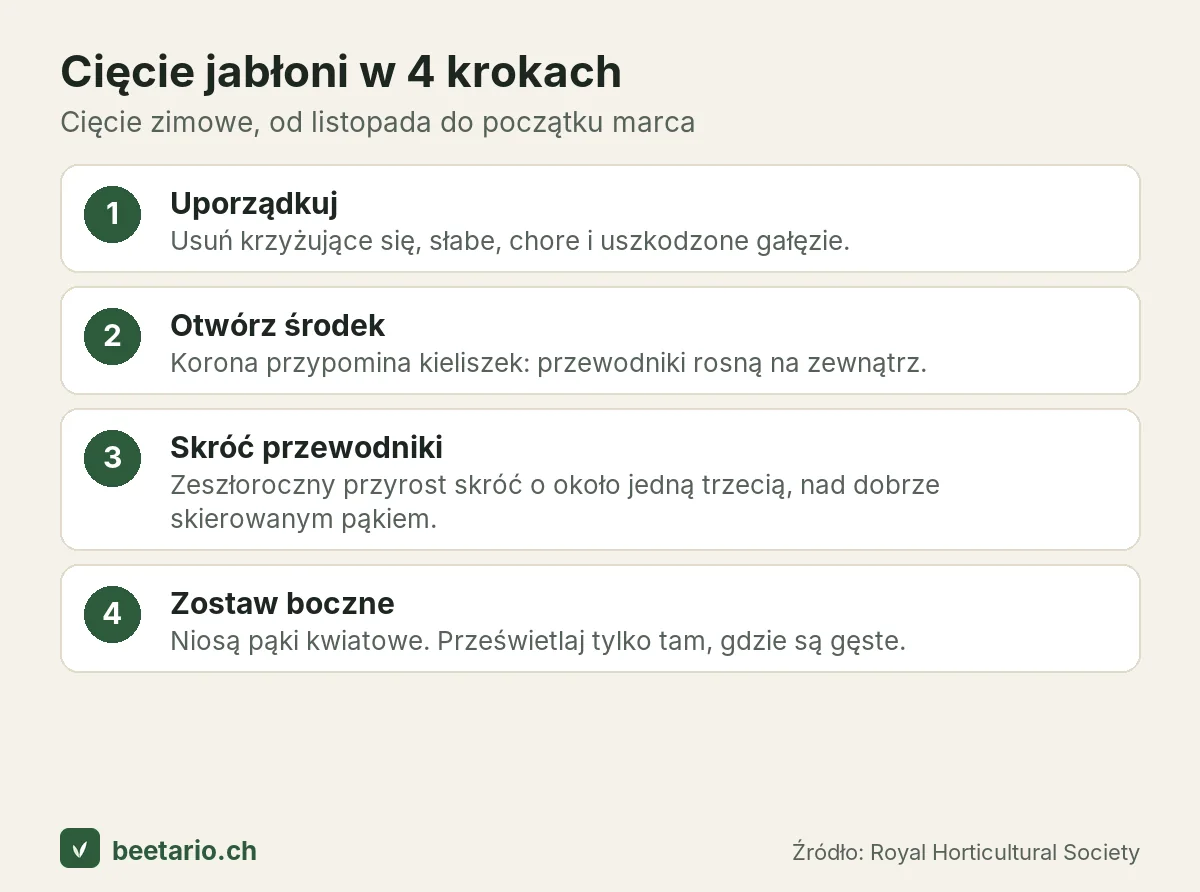 Cięcie jabłoni w 4 krokach
Cięcie zimowe, od listopada do początku marca
1
Uporządkuj
Usuń krzyżujące się, słabe, chore i uszkodzone gałęzie.
2
Otwórz środek
Korona przypomina kieliszek: przewodniki rosną na zewnątrz.
3
Skróć przewodniki
Zeszłoroczny przyrost skróć o około jedną trzecią, nad dobrze
skierowanym pąkiem.
4
Zostaw boczne
Niosą pąki kwiatowe. Prześwietlaj tylko tam, gdzie są gęste.
beetario.ch
Źródło: Royal Horticultural Society